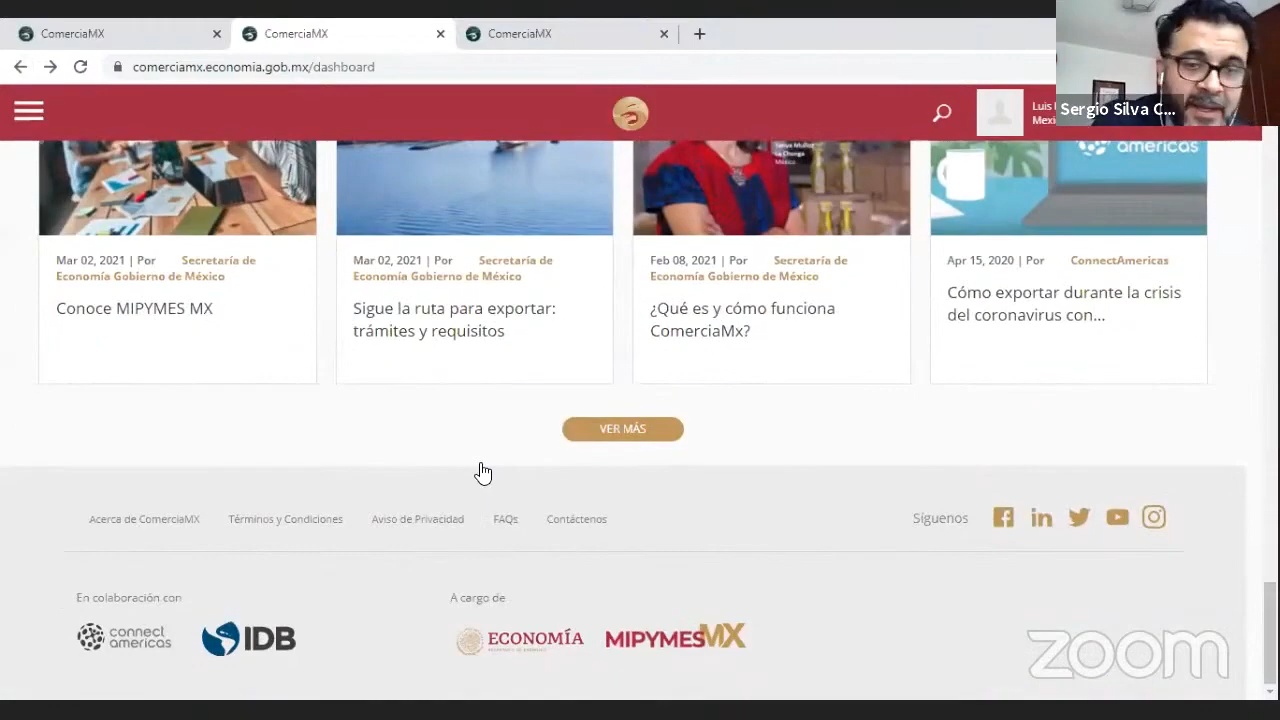 ComerciaMX
ComerciaMX
ComerciaMX
comerciamx.economia.gob.mx/dashboard
Luis
Sergio Silva C...
La Chunga
México
americas
Mar 02, 2021 | Por Secretaría de
Economía Gobierno de México
Conoce MIPYMES MX
Mar 02, 2021 | Por Secretaría de
Economía Gobierno de México
Sigue la ruta para exportar:
trámites y requisitos
Feb 08, 2021 | Por Secretaría de
Economía Gobierno de México
¿Qué es y cómo funciona
ComerciaMx?
Apr 15, 2020 | Por ConnectAmericas
Cómo exportar durante la crisis
del coronavirus con...
VER MÁS
Acerca de ComerciaMX Términos y Condiciones Aviso de Privacidad FAQs Contáctenos
Síguenos
En colaboración con
A cargo de
connect
americas
IDB
ECONOMÍA
MIPYMESMX
zoom